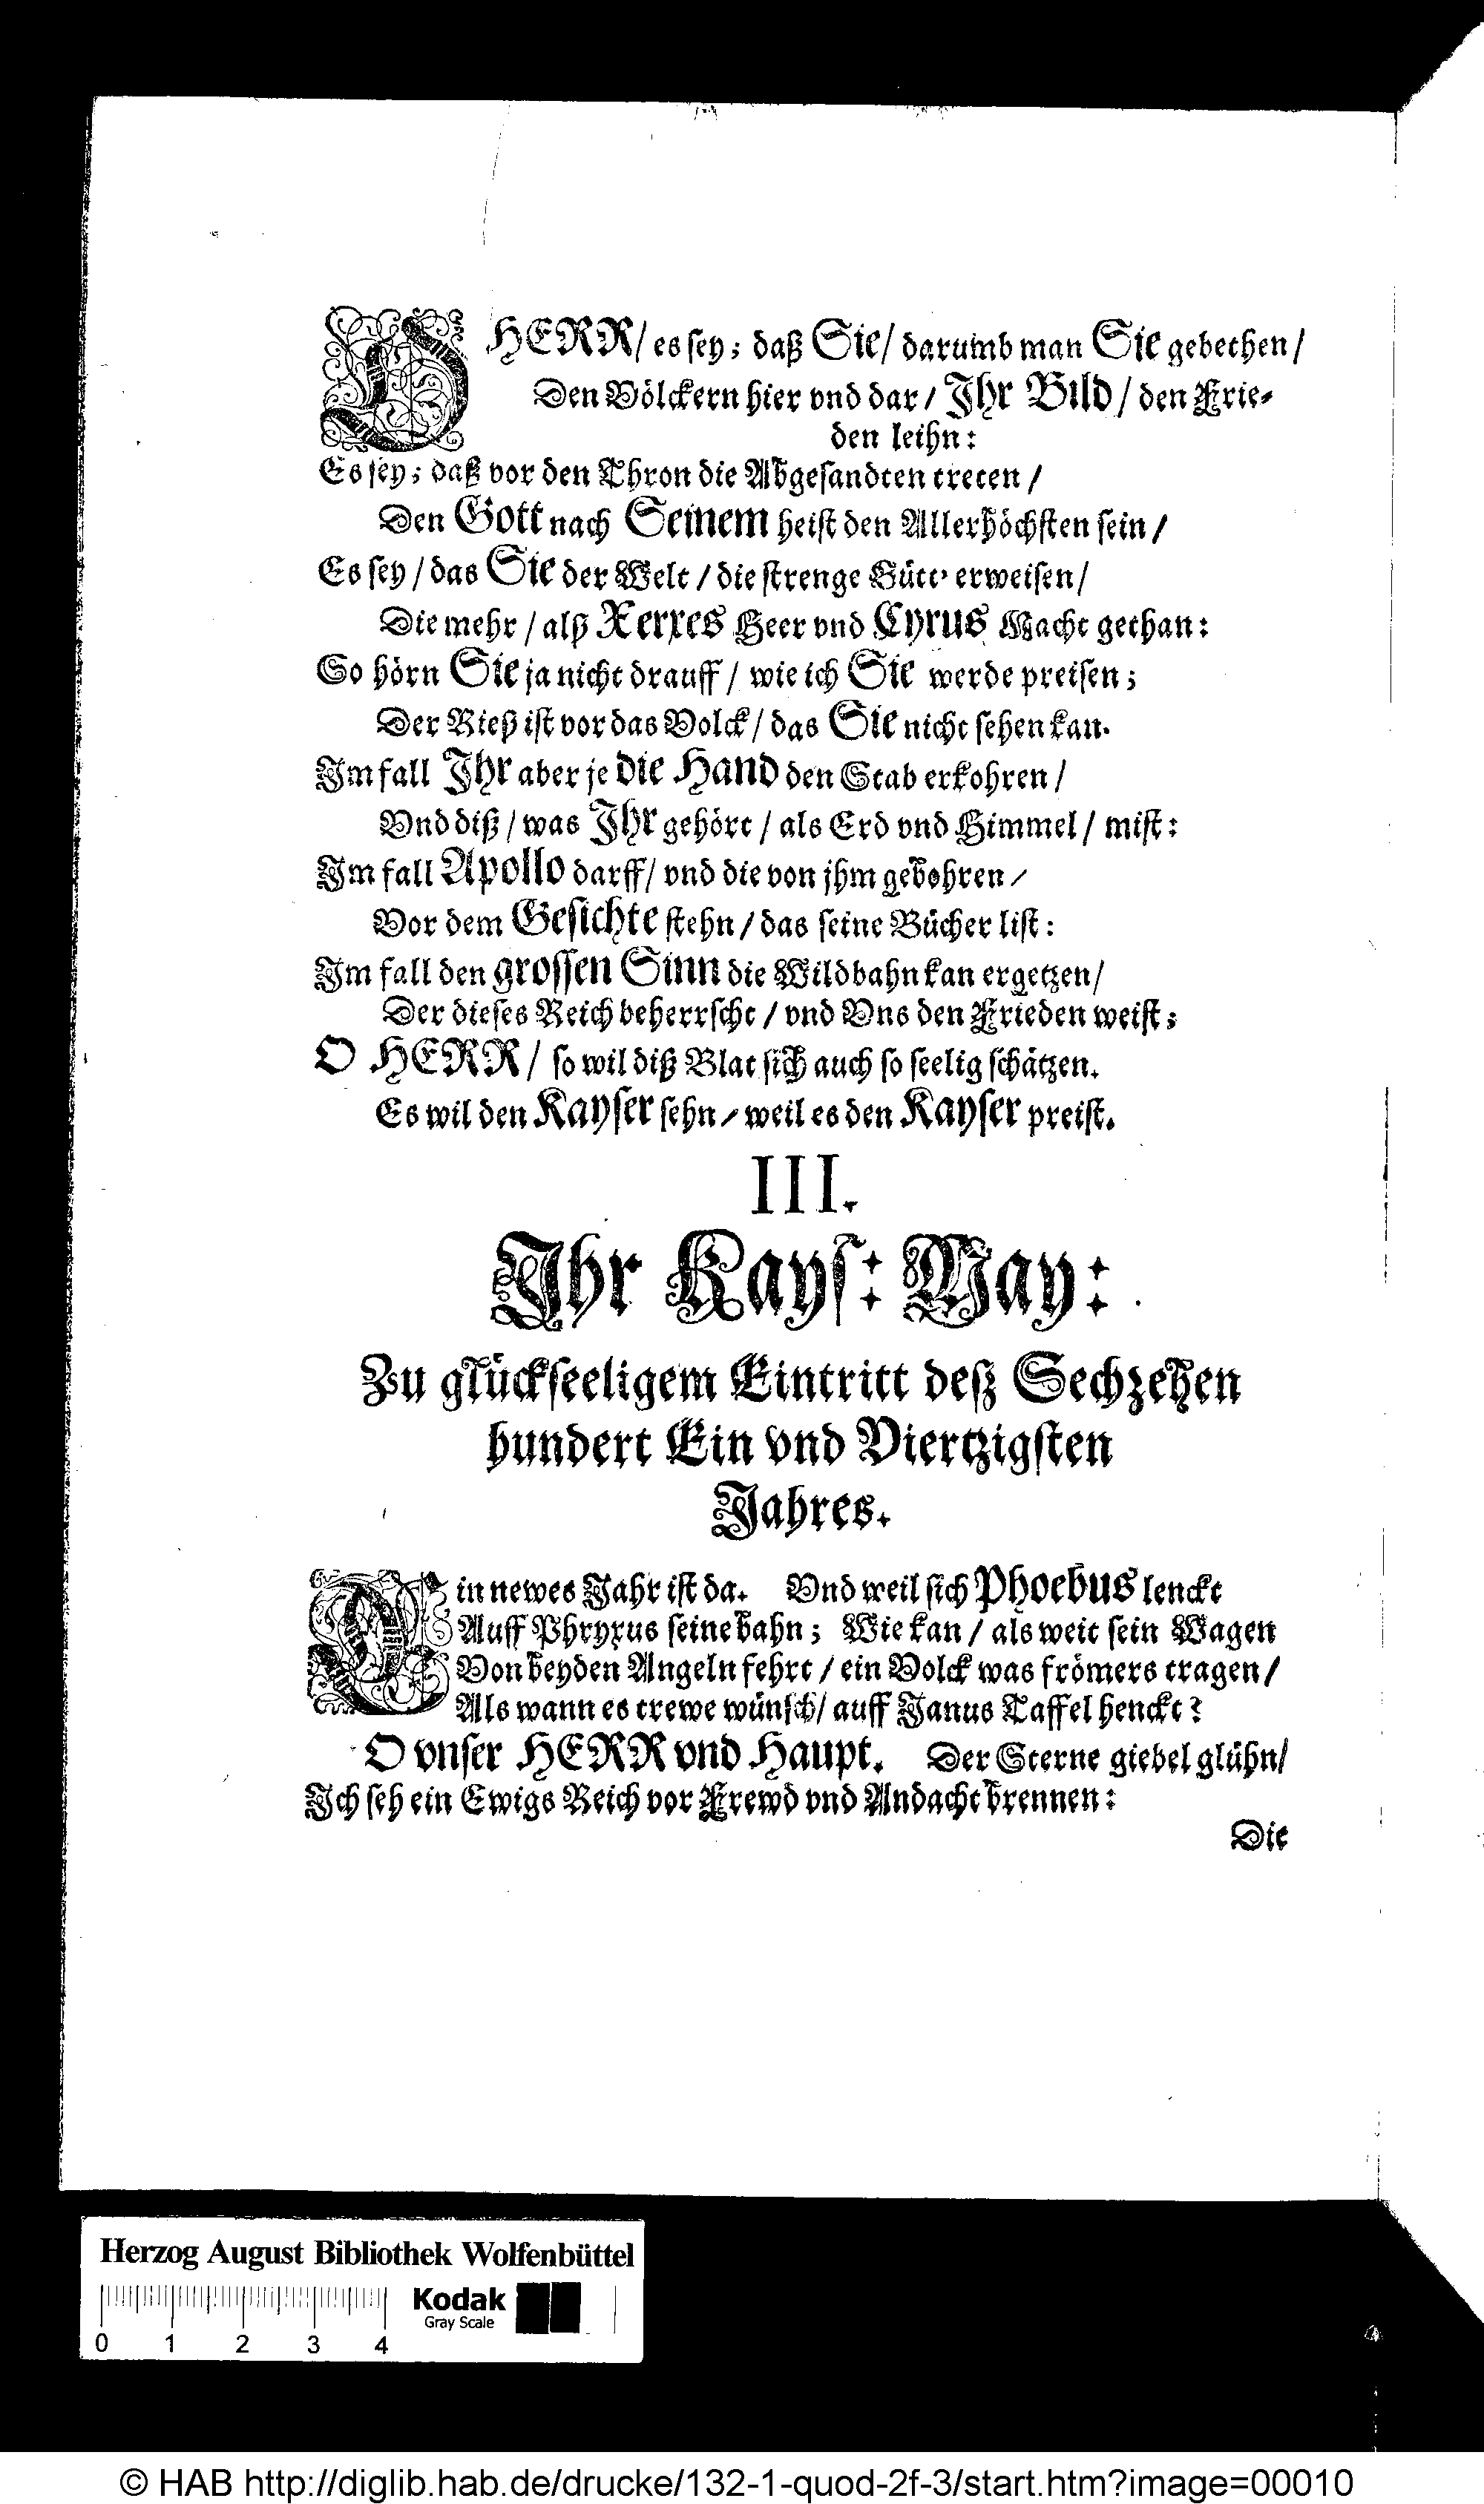 O HERR/ es sey; daß Sie/ darumb man Sie gebethen/
Den Völckern hier vnd dar/ Ihr Bild/ den Frie-
den leihn:
Es sey; daß vor den Thron die Abgesandten treten/
Den Gott nach Seinem heist den Allerhöchsten sein/
Es sey/ das Sie der Welt/ die strenge Gütt' erweisen/
Die mehr/ alß Xerxes Heer vnd Cyrus Macht gethan:
So hörn Sie ja nicht drauff/ wie ich Sie werde preisen;
Der Rieß ist vor das Volck/ das Sie nicht sehen kan.
Im fall Ihr aber je die Hand den Stab erkohren/
Vnd diß/ was Ihr gehört/ als Erd vnd Himmel/ mist:
Im fall Apollo darff/ vnd die von jhm gebohren/
Vor dem Gesichte stehn/ das seine Bücher list:
Im fall den grossen Sinn die Wildbahn kan ergetzen/
Der dieses Reich beherrscht/ vnd Vns den Frieden weist;
O HERR/ so wil diß Blat sich auch so seelig schätzen.
Es wil den Kayser sehn/ weil es den Kayser preist.
III.
Ihr Kays: May:
Zu glückseeligem Eintritt deß Sechzehen
hundert Ein vnd Viertzigsten
Jahres.
Ein newes Jahr ist da. Vnd weil sich Phoebus lenckt
Auff Phryxus seine bahn; Wie kan/ als weit sein Wagen
Von beyden Angeln fehrt/ ein Volck was frömers tragen/
Als wann es trewe wünsch/ auff Janus Taffel henckt?
O vnser HERR vnd Haupt. Der Sterne giebel glühn/
Ich seh ein Ewigs Reich vor Frewd vnd Andacht brennen:
Die
Herzog August Bibliothek Wolfenbüttel
Kodak
Gray Scale
0 1 2 3 4
© HAB http://diglib.hab.de/drucke/132-1-quod-2f-3/start.htm?image=00010